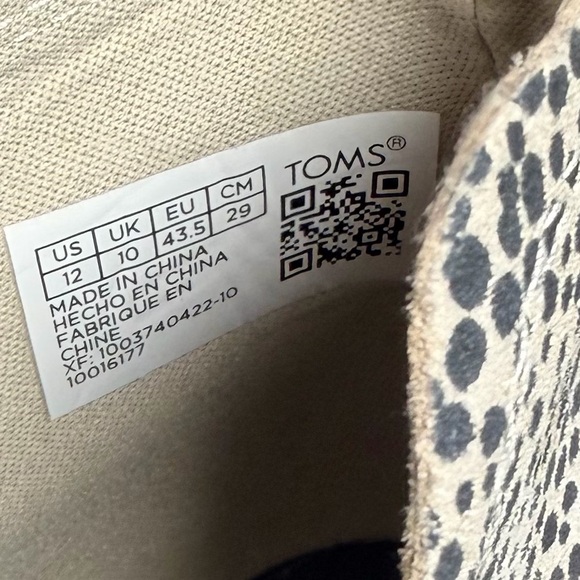 TOMS®
US UK EU CM
12 10 43.5 29
MADE IN CHINA
HECHO EN CHINA
FABRIQUE EN
CHINE
XF: 1003740422-10
10016177